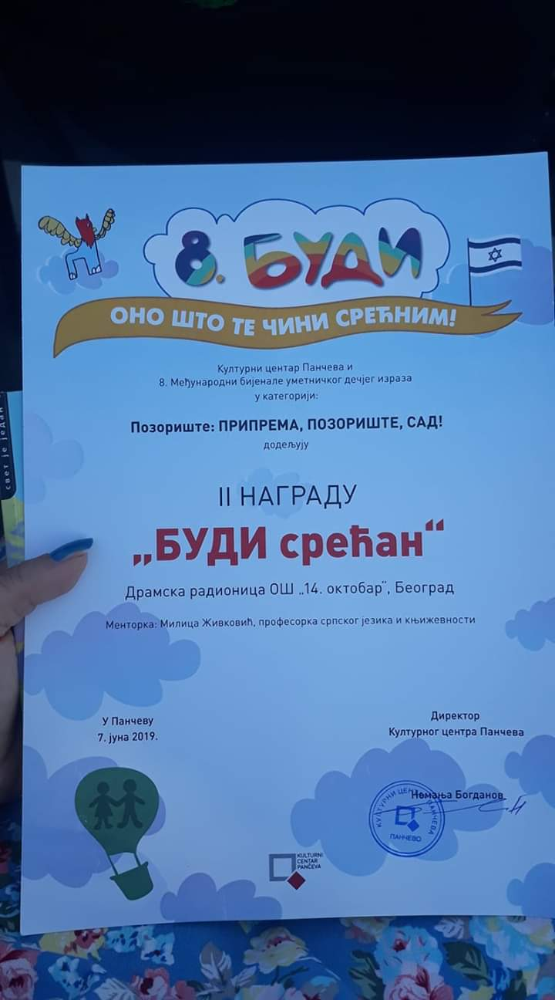 8. БУДИ
ОНО ШТО ТЕ ЧИНИ СРЕЋНИМ!
Културни центар Панчева и
8. Међународни бијенале уметничког дечјег израза
у категорији:
Позориште: ПРИПРЕМА, ПОЗОРИШТЕ, САД!
додељују
II НАГРАДУ
„БУДИ срећан“
Драмска радионица ОШ „14. октобар“, Београд
Менторка: Милица Живковић, професорка српског језика и књижевности
У Панчеву
7. јуна 2019.
Директор
Културног центра Панчева
Немања Богданов
КУЛТУРНИ ЦЕНТАР ПАНЧЕВА
ПАНЧЕВО
KULTURNI
CENTAR
PANČEVA
свет је један